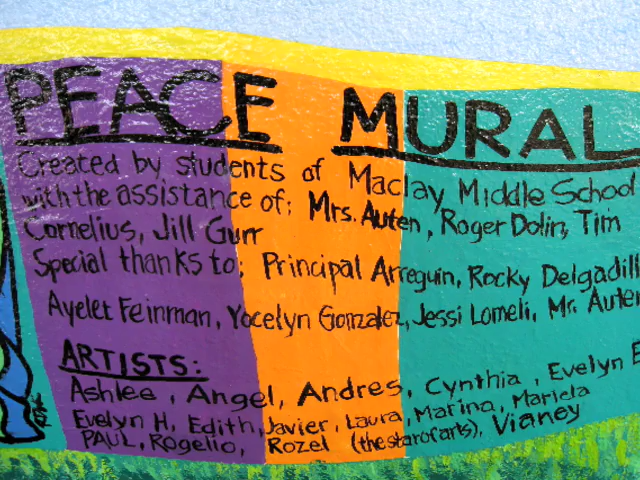 PEACE MURAL
Created by students of Maclay Middle School
with the assistance of: Mrs. Auten, Roger Dolin, Tim
Cornelius, Jill Gurr
Special thanks to: Principal Arreguin, Rocky Delgadill
Ayelet Feinman, Yocelyn Gonzalez, Jessi Lomeli, Mr. Auten
ARTISTS:
Ashlee, Angel, Andres, Cynthia, Evelyn E
Evelyn H, Edith, Javier, Laura, Marina, Mariela
PAUL, Rogelio, Rozel (the star of arts), Vianey